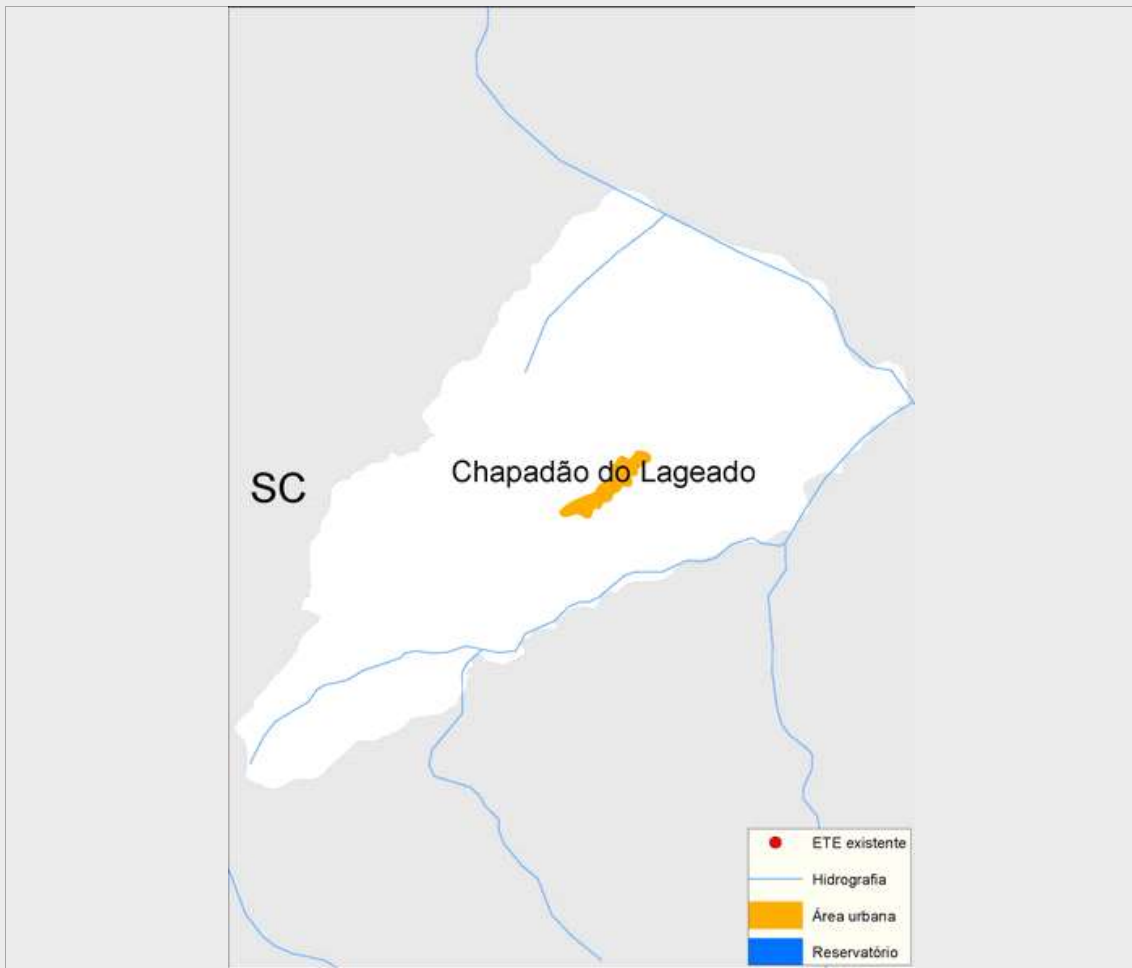 Chapadão do Lageado
SC
ETE existente
Hidrografia
Área urbana
Reservatório